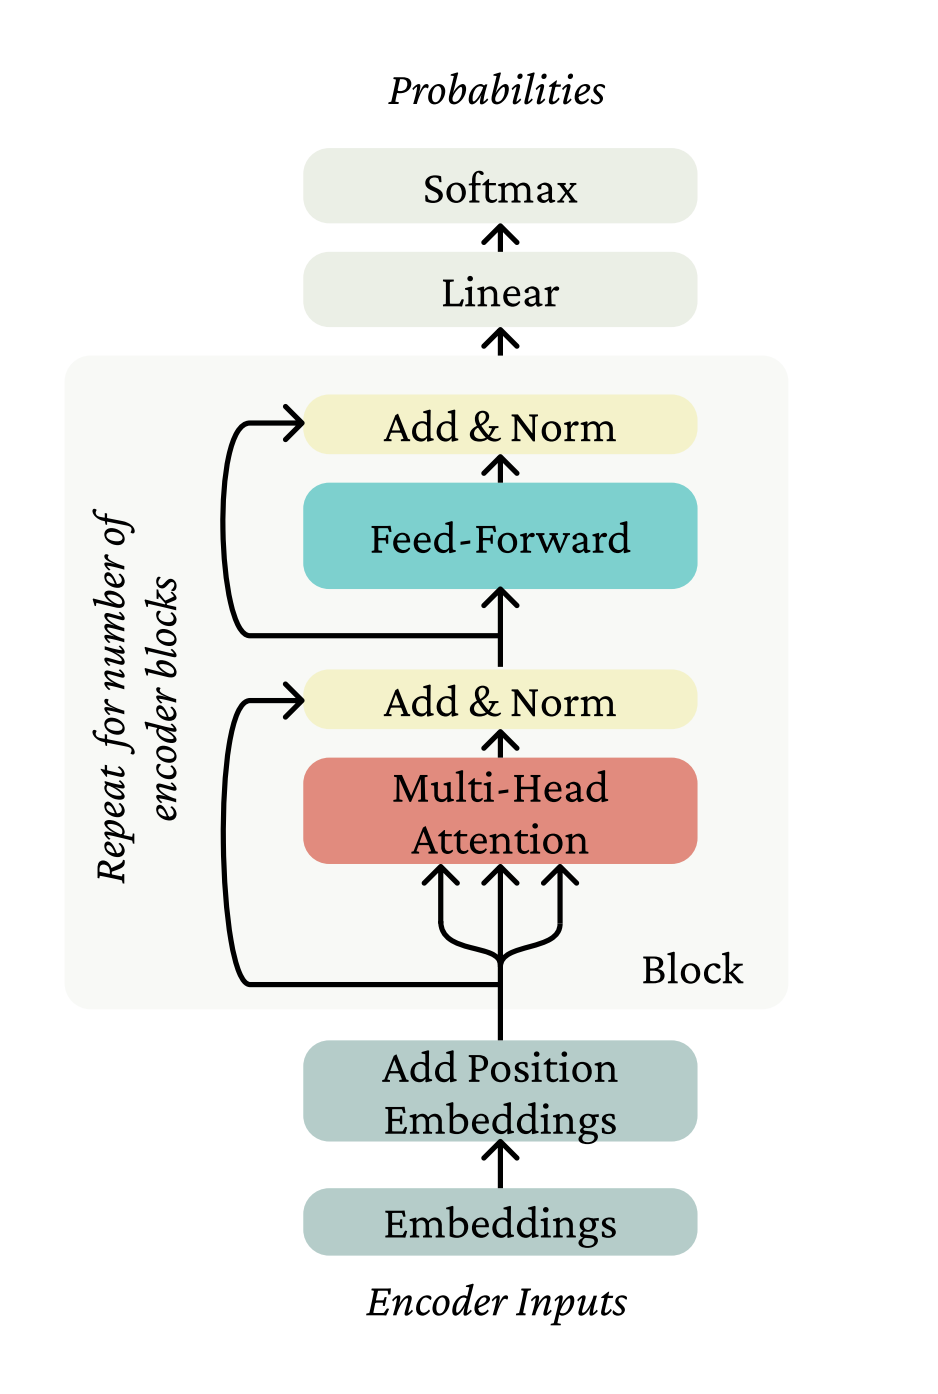 Probabilities
Softmax
Linear
Add & Norm
Feed-Forward
Add & Norm
Multi-Head
Attention
Repeat for number of
encoder blocks
Block
Add Position
Embeddings
Embeddings
Encoder Inputs